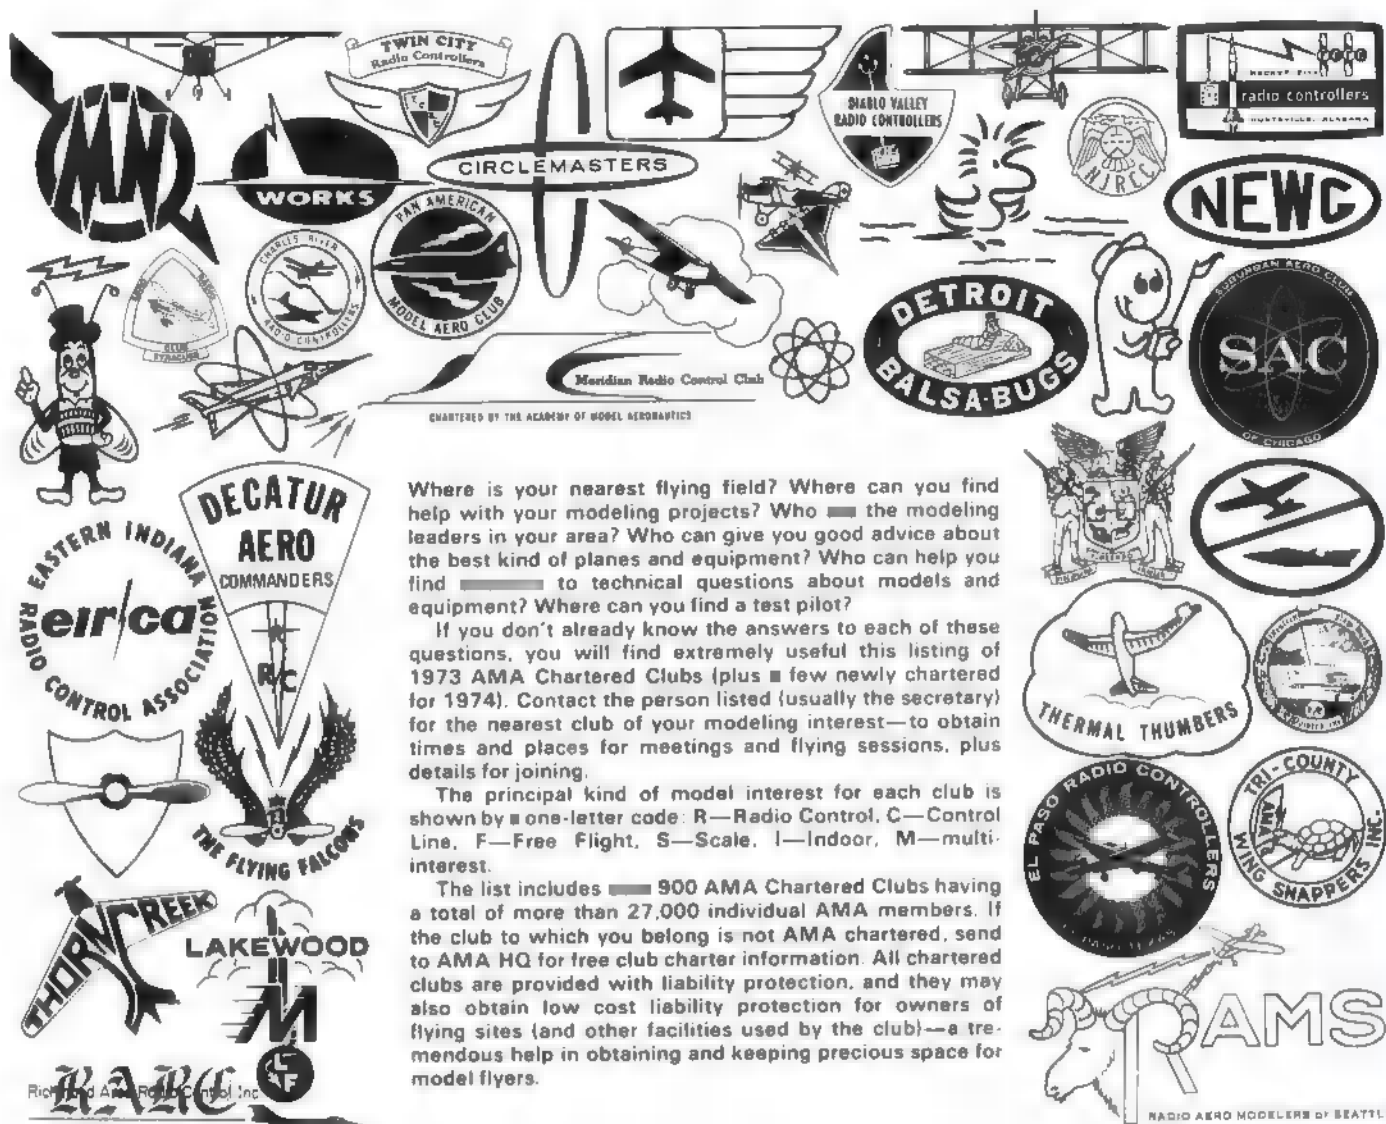 TWIN CITY
Radio Controllers
MW
WORKS
CIRCLEMASTERS
DIABLO VALLEY
RADIO CONTROLLERS
NJRCC
radio controllers
HUNTSVILLE, ALABAMA
NEWG
PAN AMERICAN
MODEL AERO CLUB
CHARLES RIVER
RADIO CONTROLLERS
CLUB
SYRACUSE
Meridian Radio Control Club
CHARTERED BY THE ACADEMY OF MODEL AERONAUTICS
DETROIT
BALSA-BUGS
SUBURBAN AERO CLUB
SAC
OF CHICAGO
DECATUR
AERO
COMMANDERS
R/C
EASTERN INDIANA
RADIO CONTROL ASSOCIATION
eir/ca
THE FLYING FALCONS
THORN CREEK
LAKEWOOD
M
L
F
RARC
Richmond Area Radio Control Inc
Where is your nearest flying field? Where can you find
help with your modeling projects? Who the modeling
leaders in your area? Who can give you good advice about
the best kind of planes and equipment? Who can help you
find to technical questions about models and
equipment? Where can you find a test pilot?
If you don't already know the answers to each of these
questions, you will find extremely useful this listing of
1973 AMA Chartered Clubs (plus few newly chartered
for 1974). Contact the person listed (usually the secretary)
for the nearest club of your modeling interest—to obtain
times and places for meetings and flying sessions, plus
details for joining.
The principal kind of model interest for each club is
shown by one-letter code: R—Radio Control, C—Control
Line, F—Free Flight, S—Scale, I—Indoor, M—multi-
interest.
The list includes 900 AMA Chartered Clubs having
a total of more than 27,000 individual AMA members. If
the club to which you belong is not AMA chartered, send
to AMA HQ for free club charter information. All chartered
clubs are provided with liability protection, and they may
also obtain low cost liability protection for owners of
flying sites (and other facilities used by the club)—a tre-
mendous help in obtaining and keeping precious space for
model flyers.
THERMAL THUMBERS
EL PASO RADIO CONTROLLERS
TRI-COUNTY
WING SNAPPERS INC.
RAMS
RADIO AERO MODELERS OF SEATTL